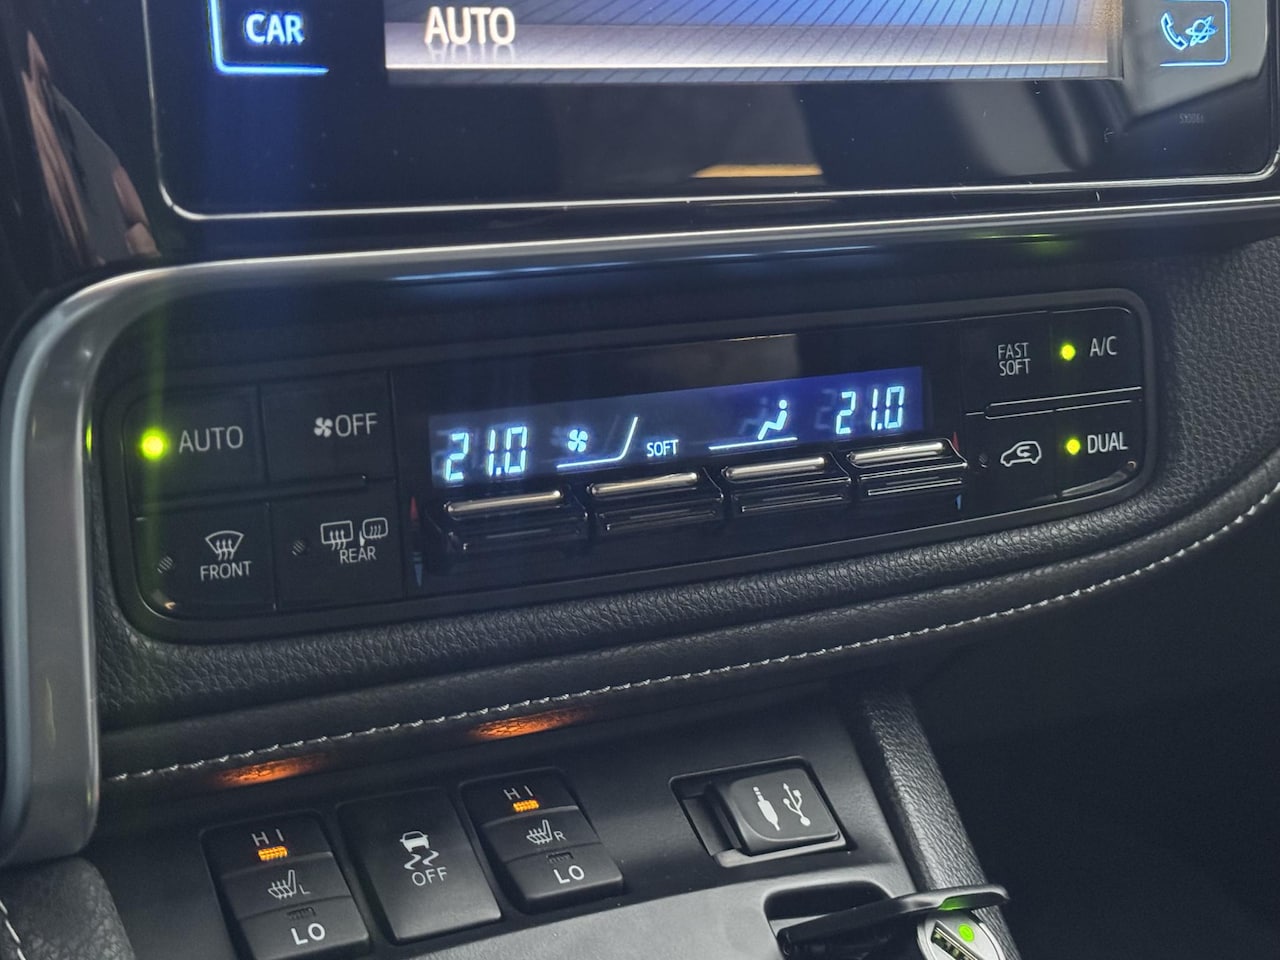 CAR
AUTO
FAST
SOFT
A/C
AUTO
OFF
21.0
SOFT
21.0
DUAL
FRONT
REAR
HI
L
LO
OFF
HI
R
LO